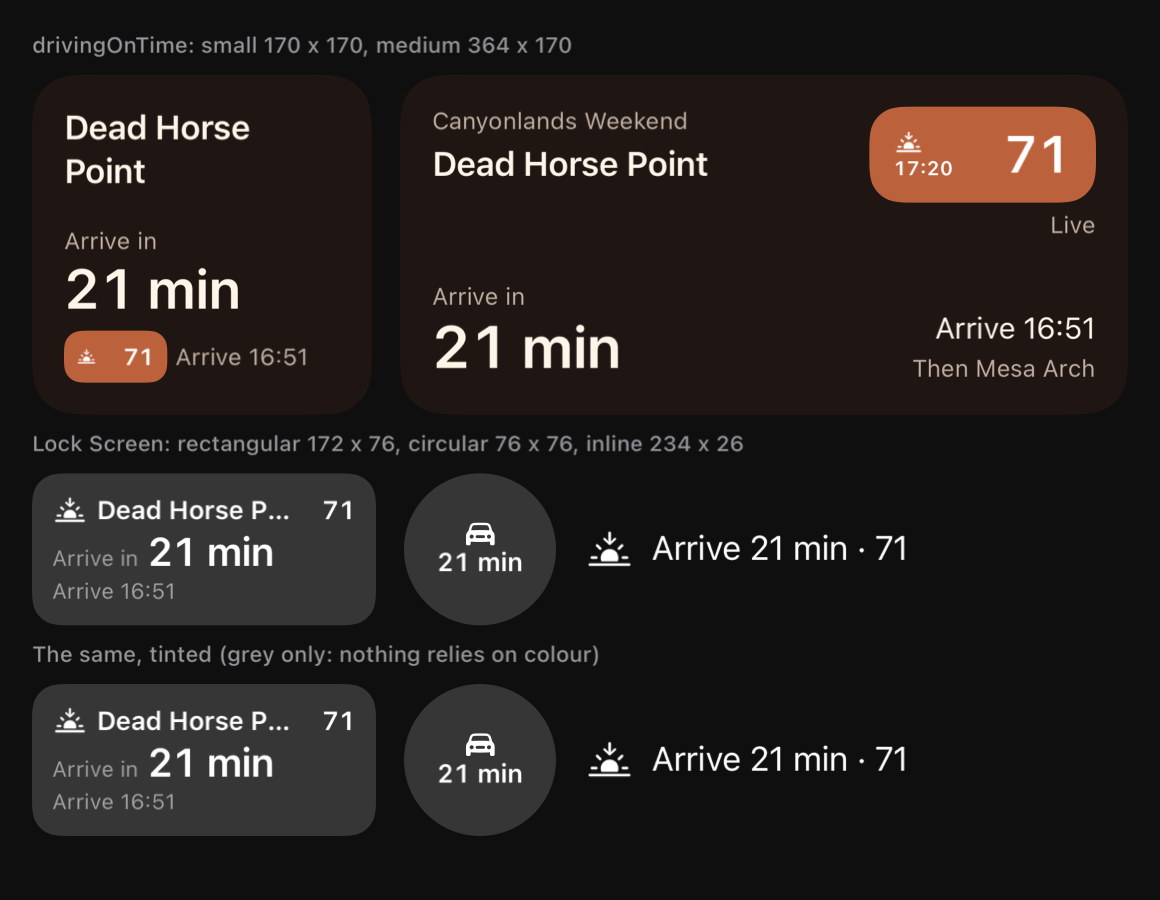 drivingOnTime: small 170 x 170, medium 364 x 170
Dead Horse
Point
Arrive in
21 min
71 Arrive 16:51
Canyonlands Weekend
Dead Horse Point
17:20 71
Live
Arrive in
21 min
Arrive 16:51
Then Mesa Arch
Lock Screen: rectangular 172 x 76, circular 76 x 76, inline 234 x 26
Dead Horse P... 71
Arrive in 21 min
Arrive 16:51
21 min
Arrive 21 min · 71
The same, tinted (grey only: nothing relies on colour)
Dead Horse P... 71
Arrive in 21 min
Arrive 16:51
21 min
Arrive 21 min · 71